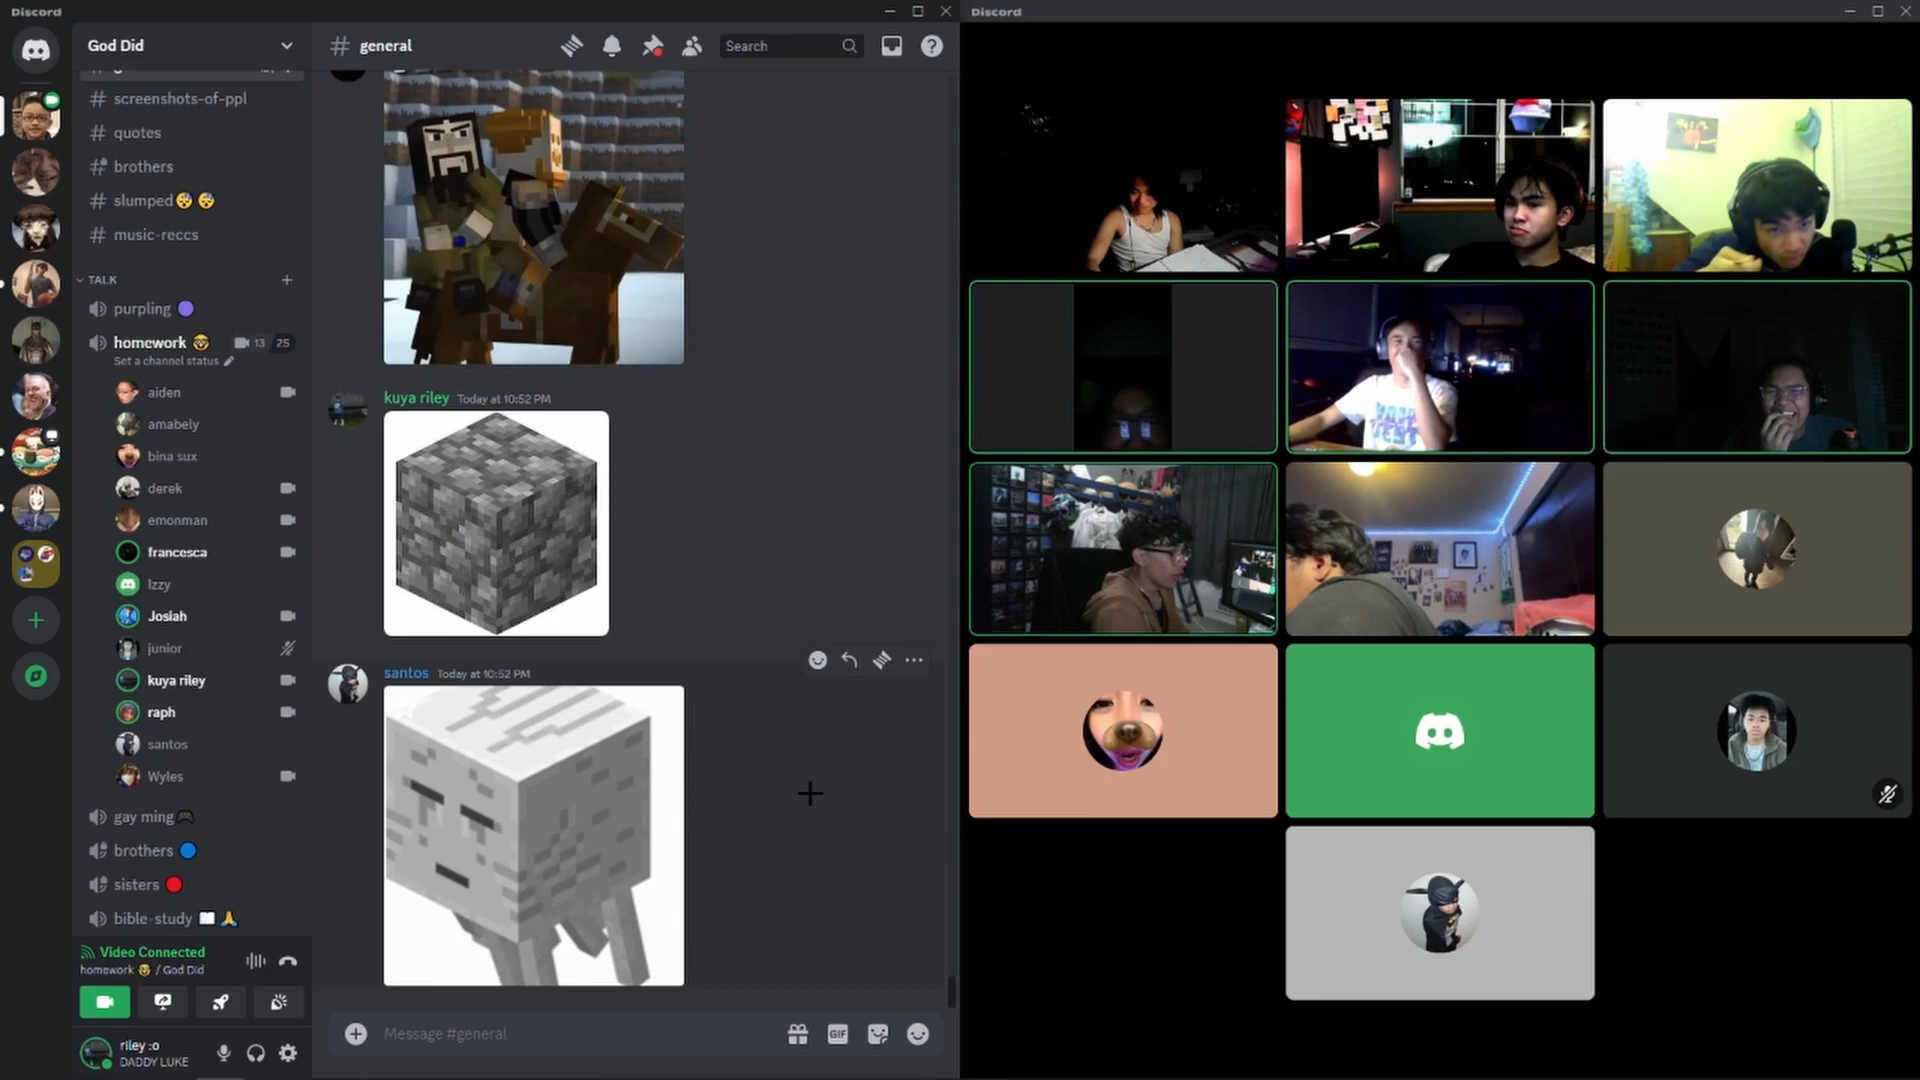 Discord
God Did
screenshots-of-ppl
quotes
brothers
slumped
music-reccs
TALK
purpling
homework
13 25
Set a channel status
aiden
amabely
bina sux
derek
emonman
francesca
Izzy
Josiah
junior
kuya riley
raph
santos
Wyles
gay ming
brothers
sisters
bible-study
Video Connected
homework / God Did
riley :o
DADDY LUKE
general
Search
kuya riley Today at 10:52 PM
santos Today at 10:52 PM
Message #general
GIF
Discord